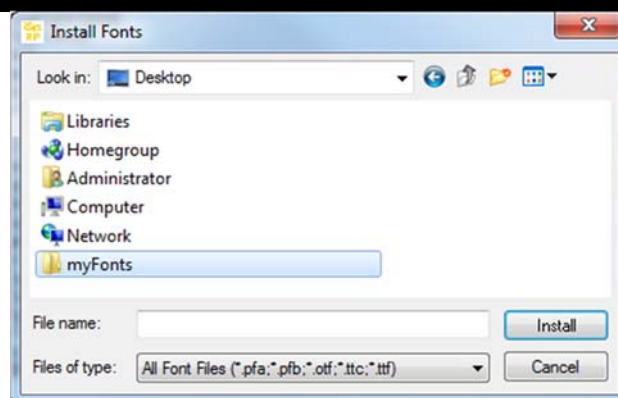 Install Fonts
Look in: Desktop
Libraries
Homegroup
Administrator
Computer
Network
myFonts
File name:
Install
Files of type: All Font Files (*.pfa;*.pfb;*.otf;*.ttc;*.ttf)
Cancel